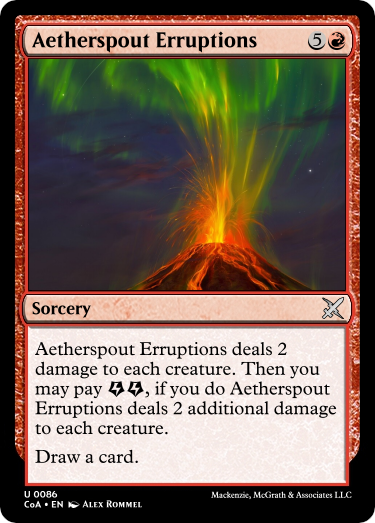 Aetherspout Erruptions 5
Sorcery
Aetherspout Erruptions deals 2
damage to each creature. Then you
may pay , if you do Aetherspout
Erruptions deals 2 additional damage
to each creature.
Draw a card.
U 0086
CoA • EN Alex Rommel
Mackenzie, McGrath & Associates LLC